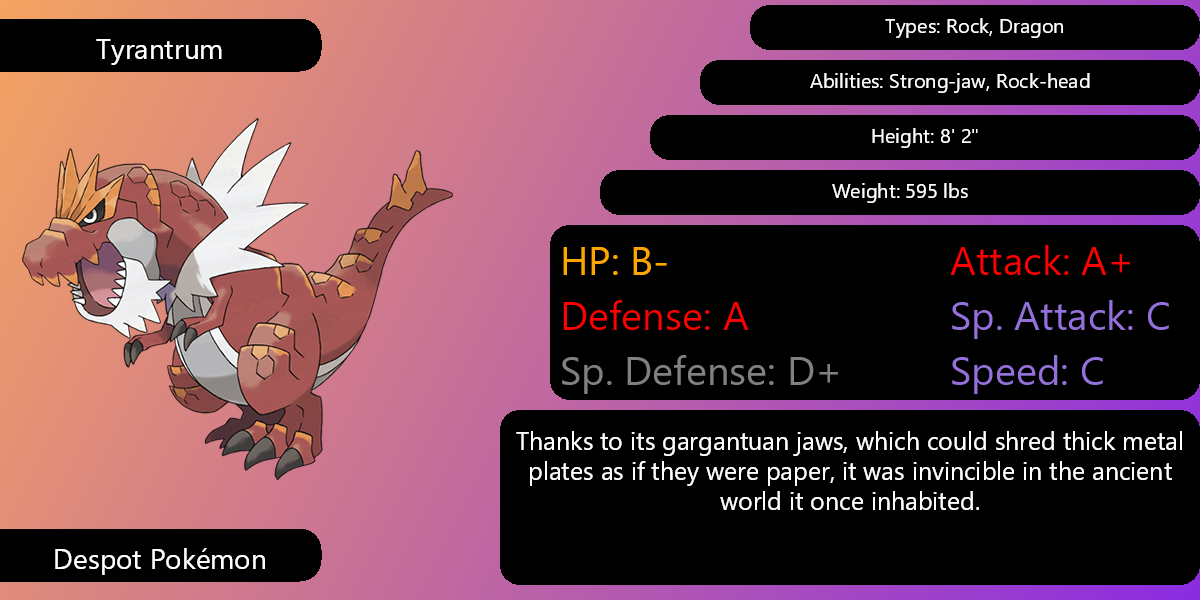 Tyrantrum
Types: Rock, Dragon
Abilities: Strong-jaw, Rock-head
Height: 8' 2"
Weight: 595 lbs
HP: B-
Attack: A+
Defense: A
Sp. Attack: C
Sp. Defense: D+
Speed: C
Thanks to its gargantuan jaws, which could shred thick metal
plates as if they were paper, it was invincible in the ancient
world it once inhabited.
Despot Pokémon